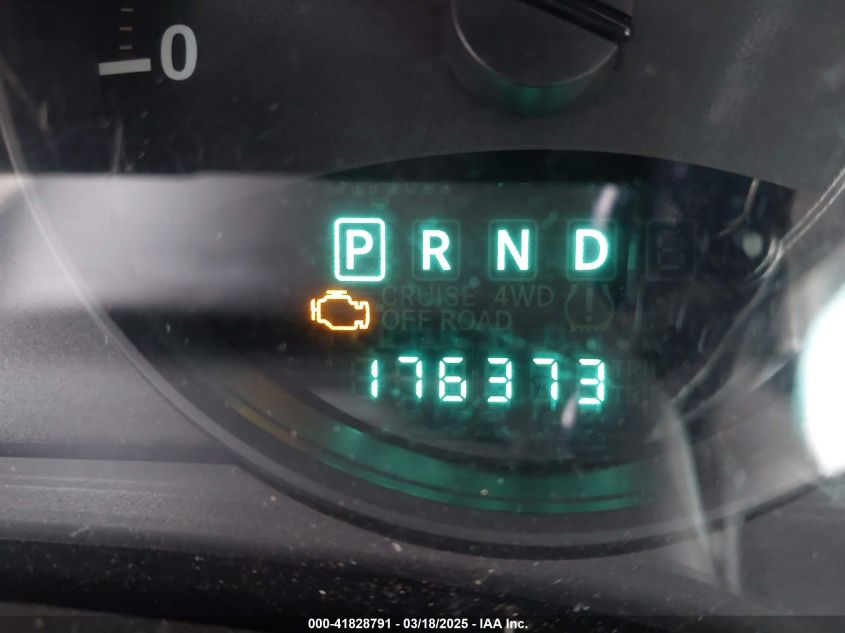 0
P R N D E
CRUISE 4WD
OFF ROAD
176373
000-41828791 - 03/18/2025 - IAA Inc.